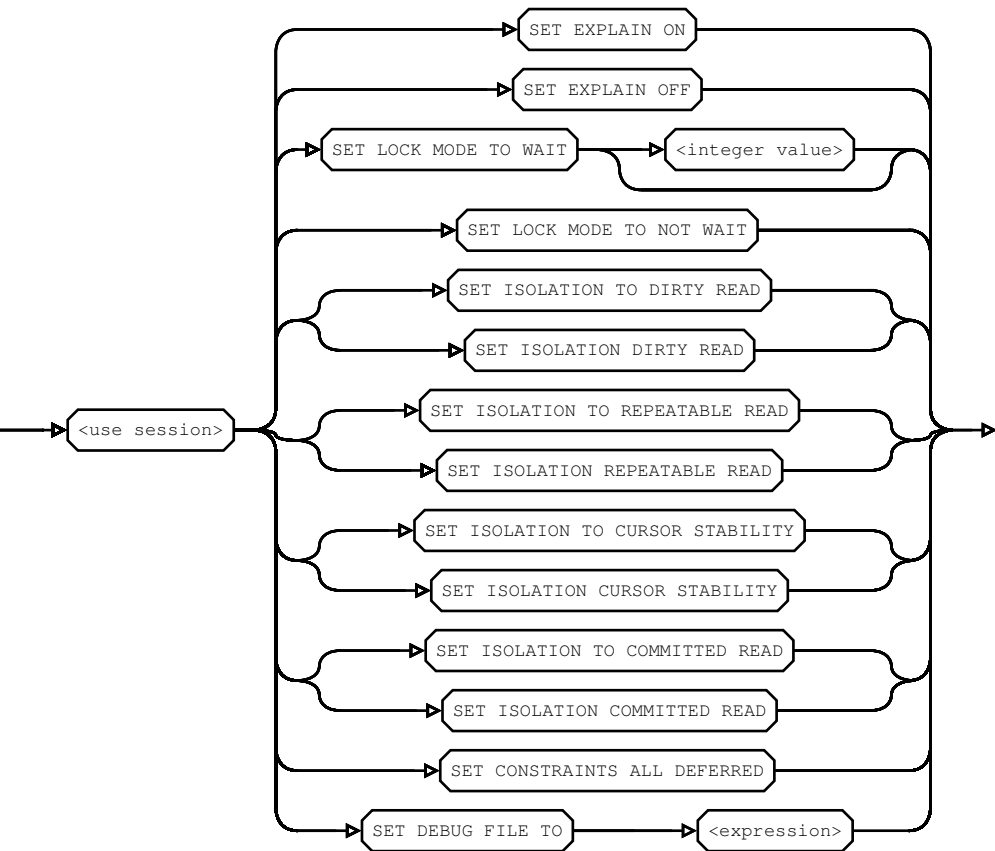 SET EXPLAIN ON
SET EXPLAIN OFF
SET LOCK MODE TO WAIT <integer value>
SET LOCK MODE TO NOT WAIT
SET ISOLATION TO DIRTY READ
SET ISOLATION DIRTY READ
SET ISOLATION TO REPEATABLE READ
<use session>
SET ISOLATION REPEATABLE READ
SET ISOLATION TO CURSOR STABILITY
SET ISOLATION CURSOR STABILITY
SET ISOLATION TO COMMITTED READ
SET ISOLATION COMMITTED READ
SET CONSTRAINTS ALL DEFERRED
SET DEBUG FILE TO <expression>